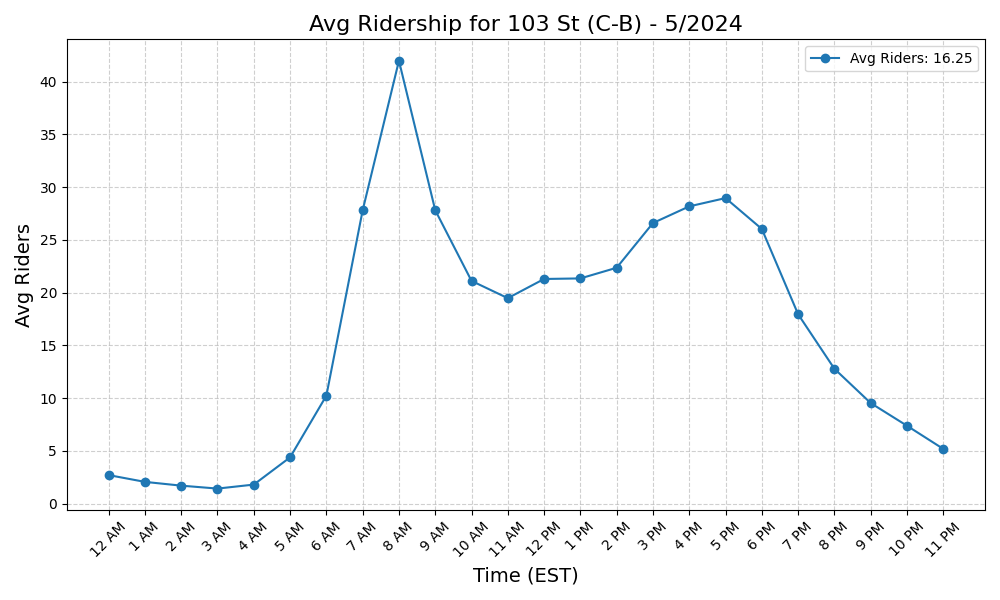 Avg Ridership for 103 St (C-B) - 5/2024
Avg Riders: 16.25
Avg Riders
40
35
30
25
20
15
10
5
0
12 AM
1 AM
2 AM
3 AM
4 AM
5 AM
6 AM
7 AM
8 AM
9 AM
10 AM
11 AM
12 PM
1 PM
2 PM
3 PM
4 PM
5 PM
6 PM
7 PM
8 PM
9 PM
10 PM
11 PM
Time (EST)